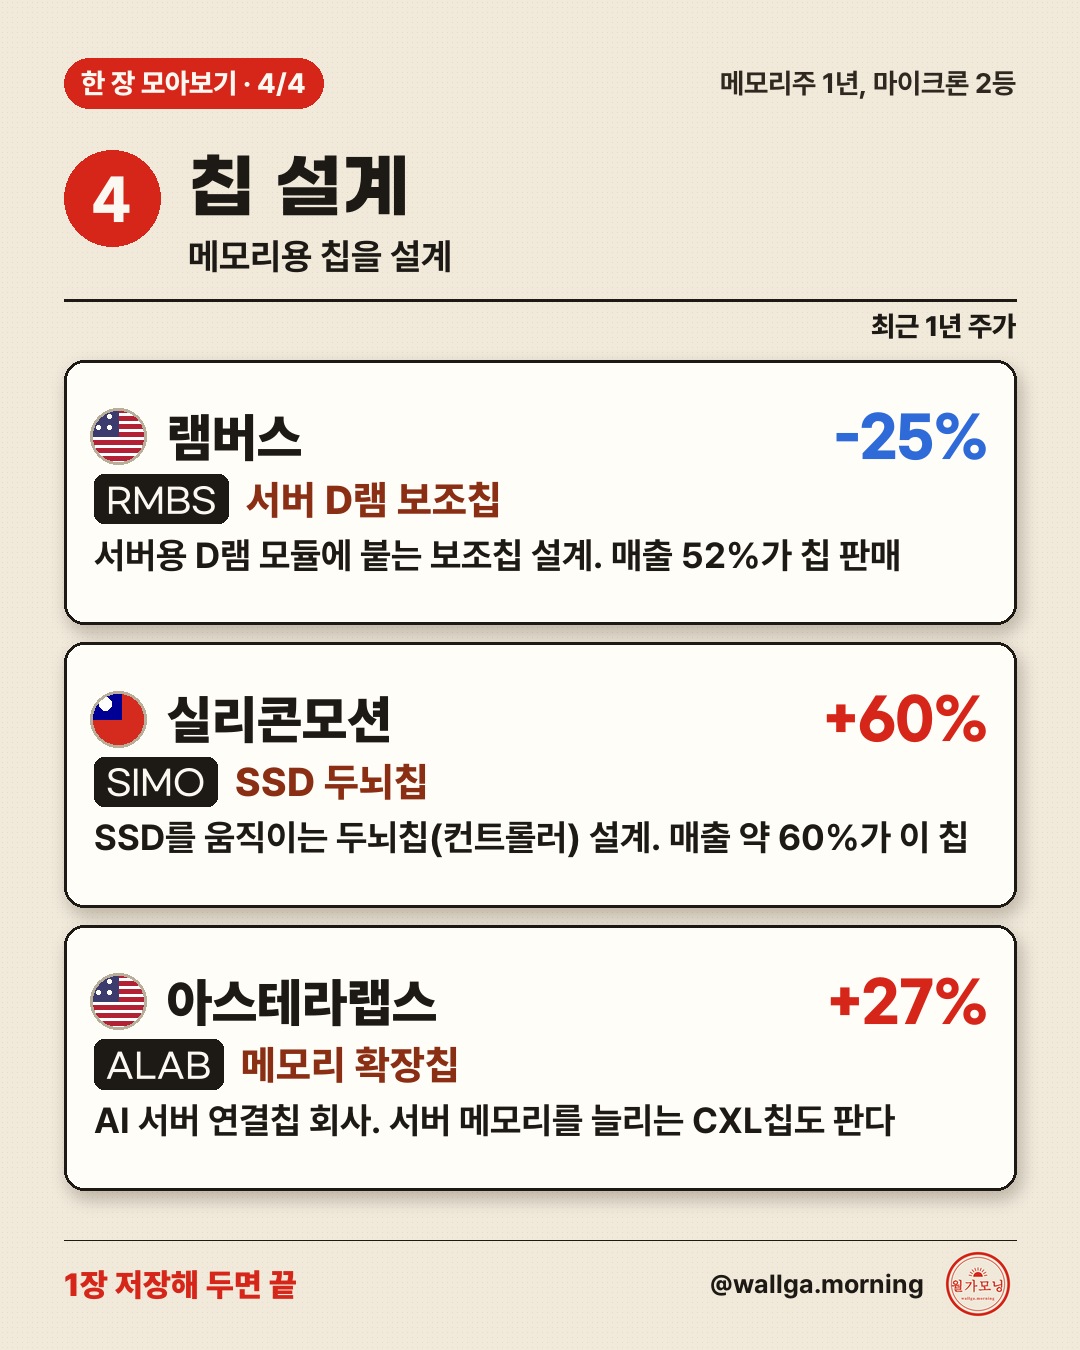 한 장 모아보기 · 4/4
메모리주 1년, 마이크론 2등
4
칩 설계
메모리용 칩을 설계
최근 1년 주가
램버스
-25%
RMBS 서버 D램 보조칩
서버용 D램 모듈에 붙는 보조칩 설계. 매출 52%가 칩 판매
실리콘모션
+60%
SIMO SSD 두뇌칩
SSD를 움직이는 두뇌칩(컨트롤러) 설계. 매출 약 60%가 이 칩
아스테라랩스
+27%
ALAB 메모리 확장칩
AI 서버 연결칩 회사. 서버 메모리를 늘리는 CXL칩도 판다
1장 저장해 두면 끝
@wallga.morning
월가모닝
wallga.morning